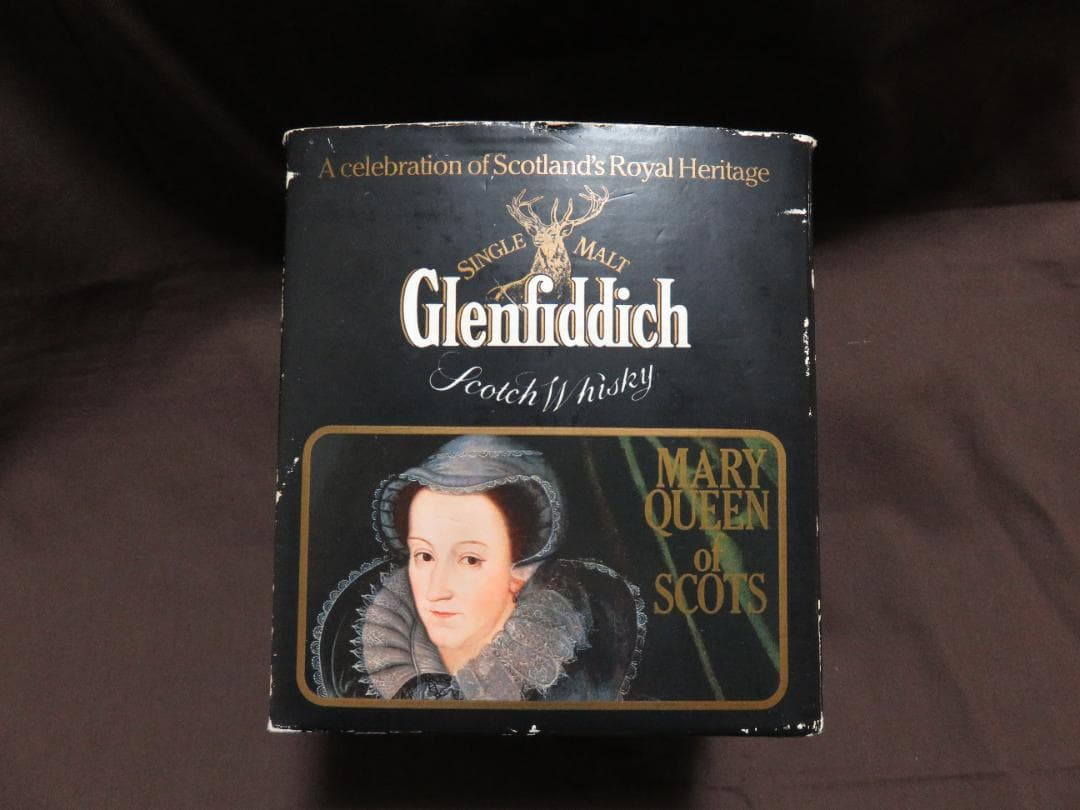 A celebration of Scotland's Royal Heritage
SINGLE MALT
Glenfiddich
Scotch Whisky
MARY
QUEEN
of
SCOTS